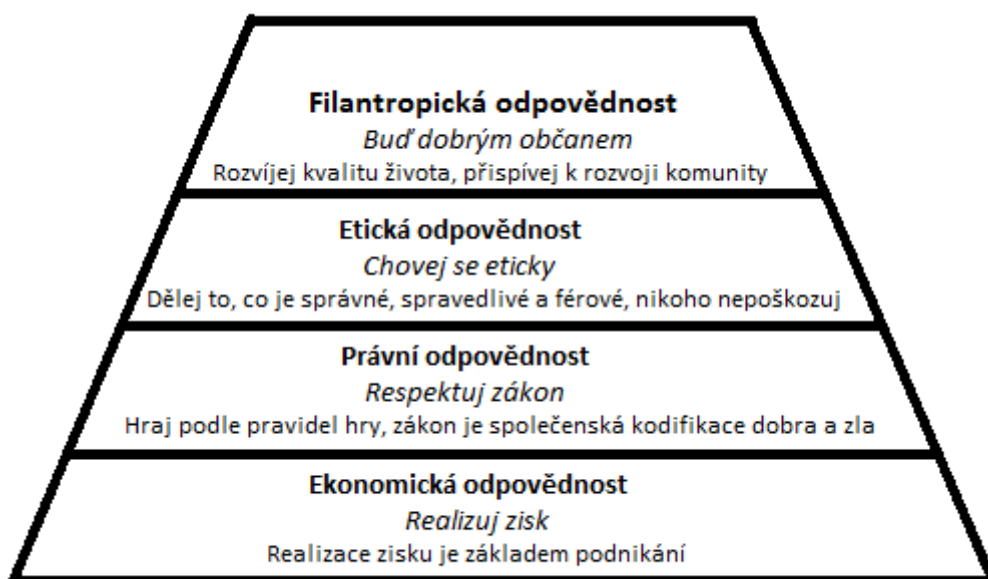 Filantropická odpovědnost
Buď dobrým občanem
Rozvíjej kvalitu života, přispívej k rozvoji komunity
Etická odpovědnost
Chovej se eticky
Dělej to, co je správné, spravedlivé a férové, nikoho nepoškozuj
Právní odpovědnost
Respektuj zákon
Hraj podle pravidel hry, zákon je společenská kodifikace dobra a zla
Ekonomická odpovědnost
Realizuj zisk
Realizace zisku je základem podnikání